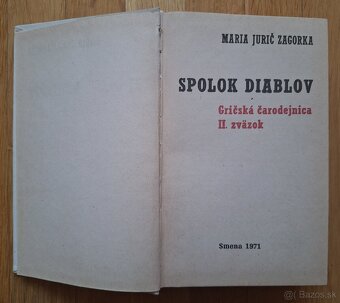 MARIA JURIČ ZAGORKA
SPOLOK DIABLOV
Gričská čarodejnica
II. zväzok
Smena 1971
Bazos.sk